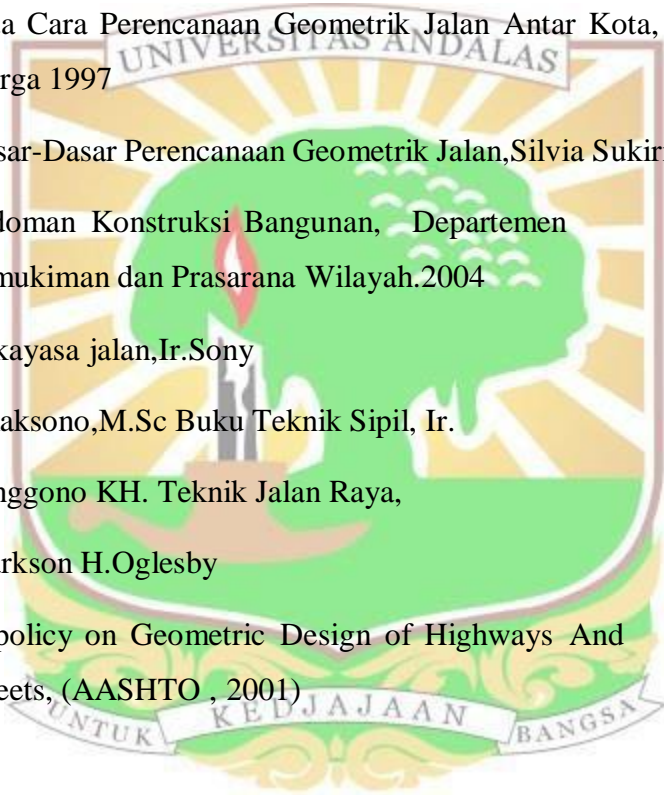 a Cara Perencanaan Geometrik Jalan Antar Kota,
UNIVERSITAS ANDALAS
rga 1997
sar-Dasar Perencanaan Geometrik Jalan,Silvia Sukir
doman Konstruksi Bangunan, Departemen
mukiman dan Prasarana Wilayah.2004
kayasa jalan,Ir.Sony
aksono,M.Sc Buku Teknik Sipil, Ir.
nggono KH. Teknik Jalan Raya,
rkson H.Oglesby
policy on Geometric Design of Highways And
eets, (AASHTO , 2001)
UNTUK KEDJAJAAN BANGSA